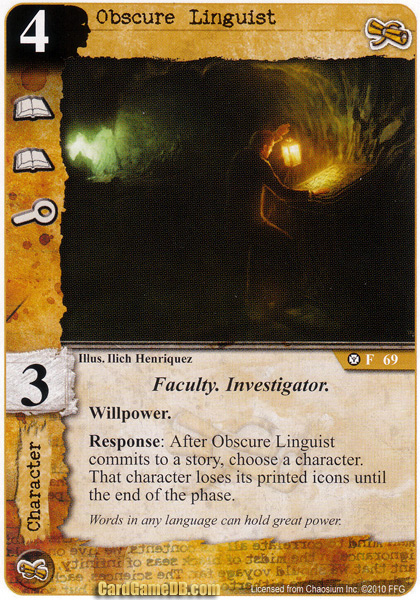 4
Obscure Linguist
Illus. Ilich Henriquez
F 69
3
Faculty. Investigator.
Willpower.
Response: After Obscure Linguist
commits to a story, choose a character.
That character loses its printed icons until
the end of the phase.
Words in any language can hold great power.
Character
Licensed from Chaosium Inc. ©2010 FFG
CardGameDB.com